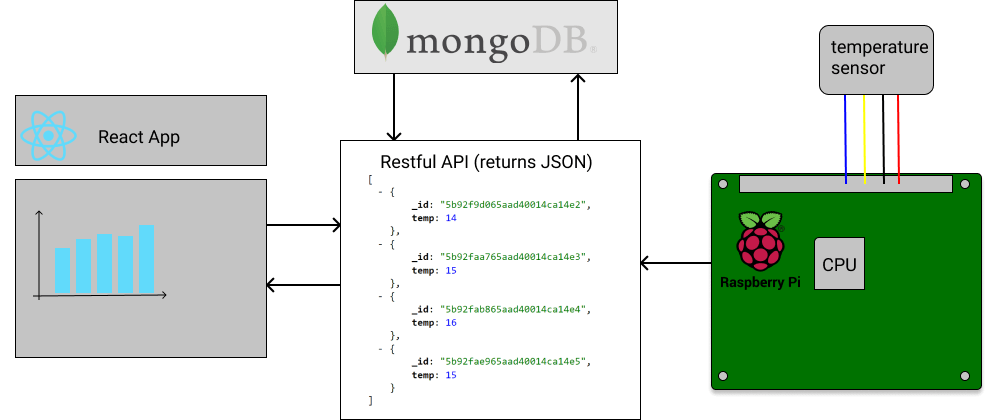 mongoDB®
temperature
sensor
React App
Restful API (returns JSON)
[
- {
_id: "5b92f9d065aad40014ca14e2",
temp: 14
},
- {
_id: "5b92faa765aad40014ca14e3",
temp: 15
},
- {
_id: "5b92fab865aad40014ca14e4",
temp: 16
},
- {
_id: "5b92fae965aad40014ca14e5",
temp: 15
}
]
CPU
Raspberry Pi